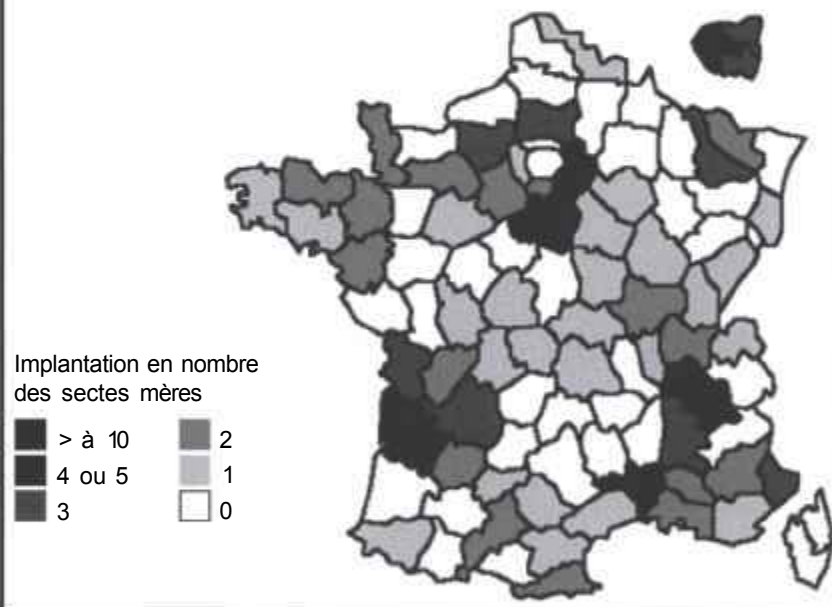 Implantation en nombre
des sectes mères
> à 10
4 ou 5
3
2
1
0